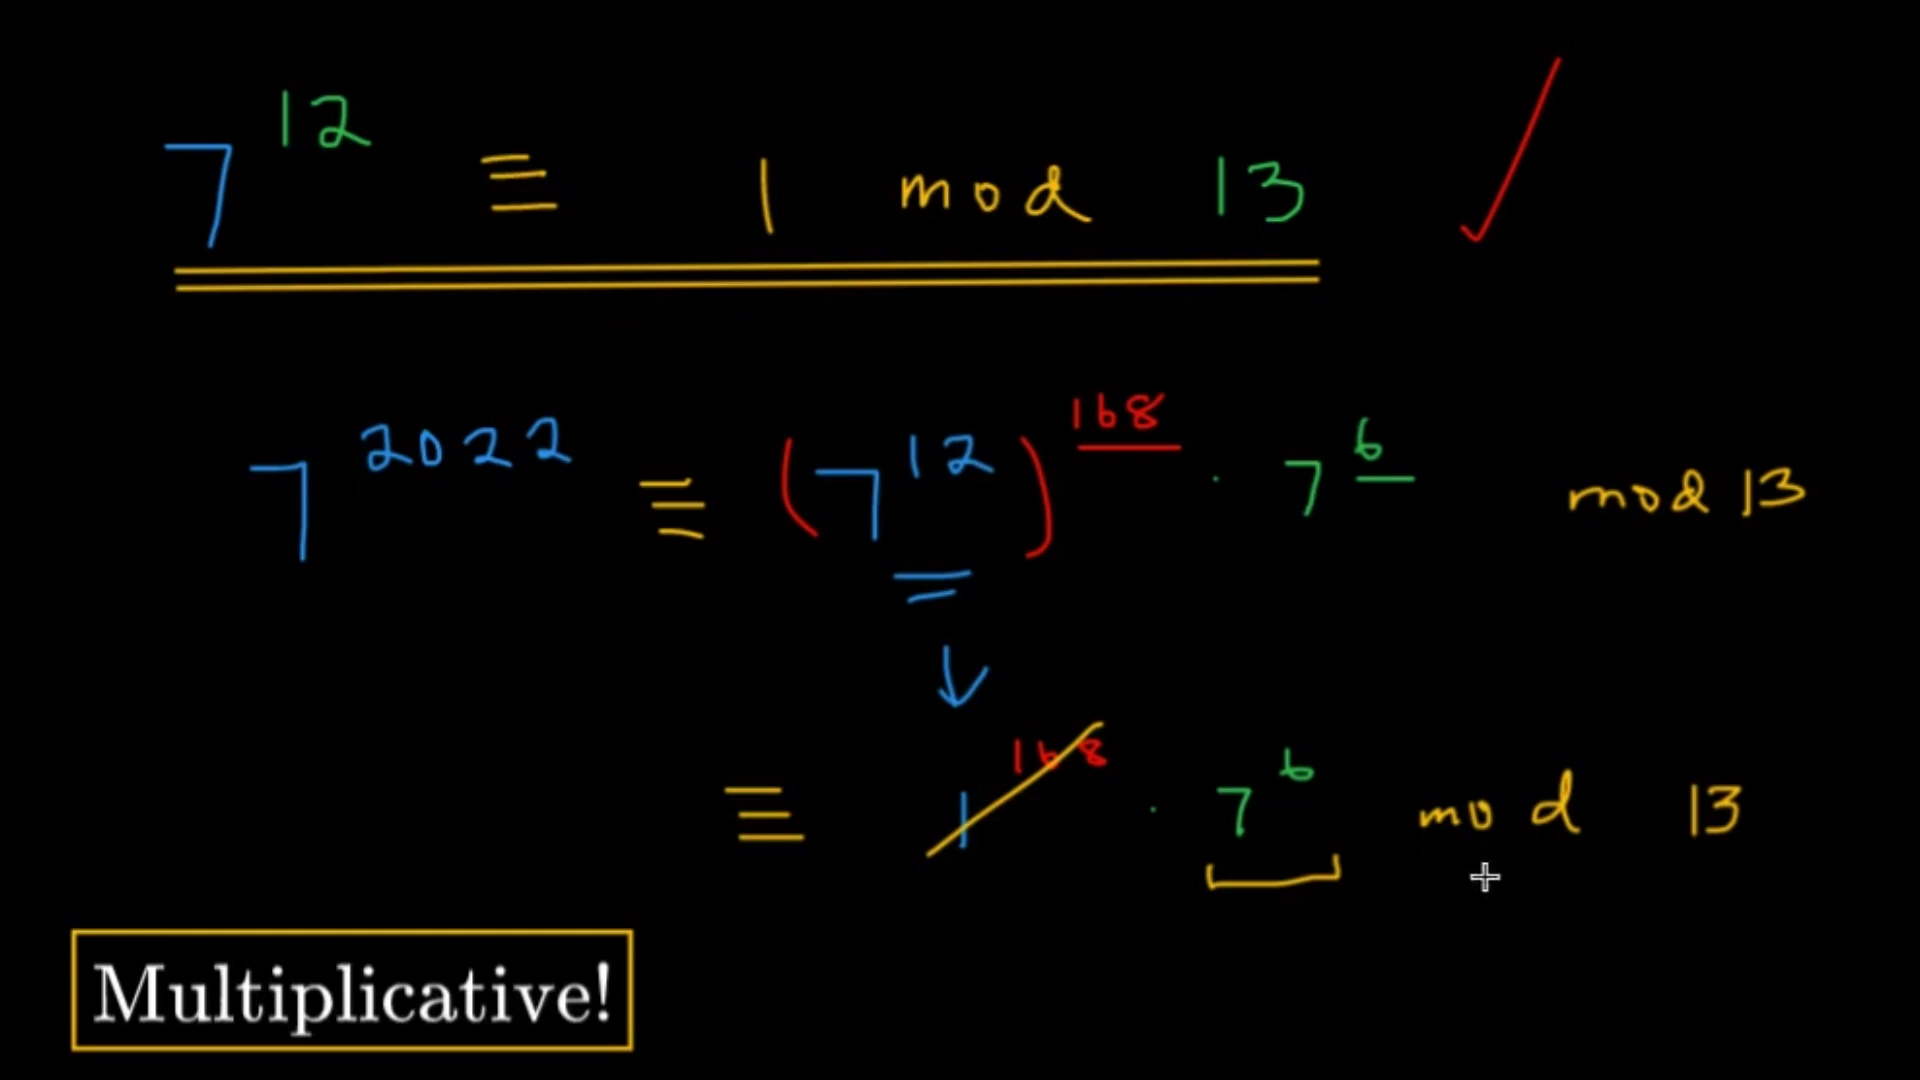 7^12 ≡ 1 mod 13
7^2022 ≡ (7^12)^168 · 7^6 mod 13
≡ 1^168 · 7^6 mod 13
Multiplicative!